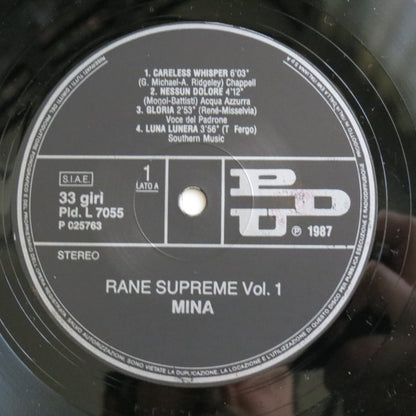 1. CARELESS WHISPER 6'03"
(G. Michael-A. Ridgeley) Chappell
2. NESSUN DOLORE 4'12"
(Monol-Battisti) Acqua Azzurra
3. GLORIA 2'53" (René-Misselvia)
Voce del Padrone
4. LUNA LUNERA 3'56" (T Fergo)
Southern Music
S.I.A.E.
1
LATO A
33 giri
Pld. L 7055
P 025763
PDU
℗ 1987
STEREO
RANE SUPREME Vol. 1
MINA